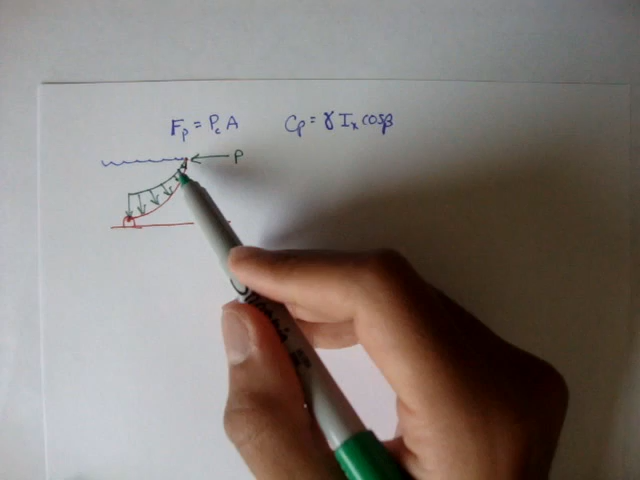 Fp = Pc A Cp = γ Ix cosβ
P